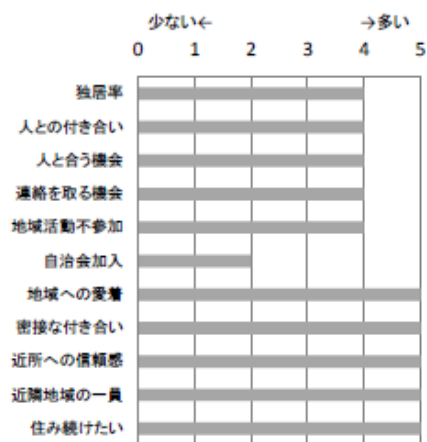 少ない← →多い
0 1 2 3 4 5
独居率
人との付き合い
人と合う機会
連絡を取る機会
地域活動不参加
自治会加入
地域への愛着
密接な付き合い
近所への信頼感
近隣地域の一員
住み続けたい